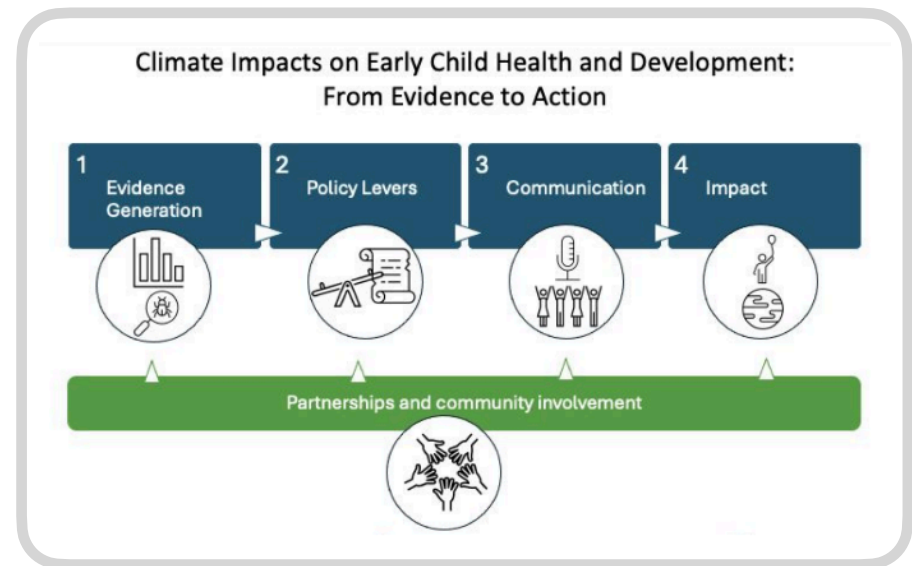 Climate Impacts on Early Child Health and Development:
From Evidence to Action
1
Evidence
Generation
2
Policy Levers
3
Communication
4
Impact
Partnerships and community involvement